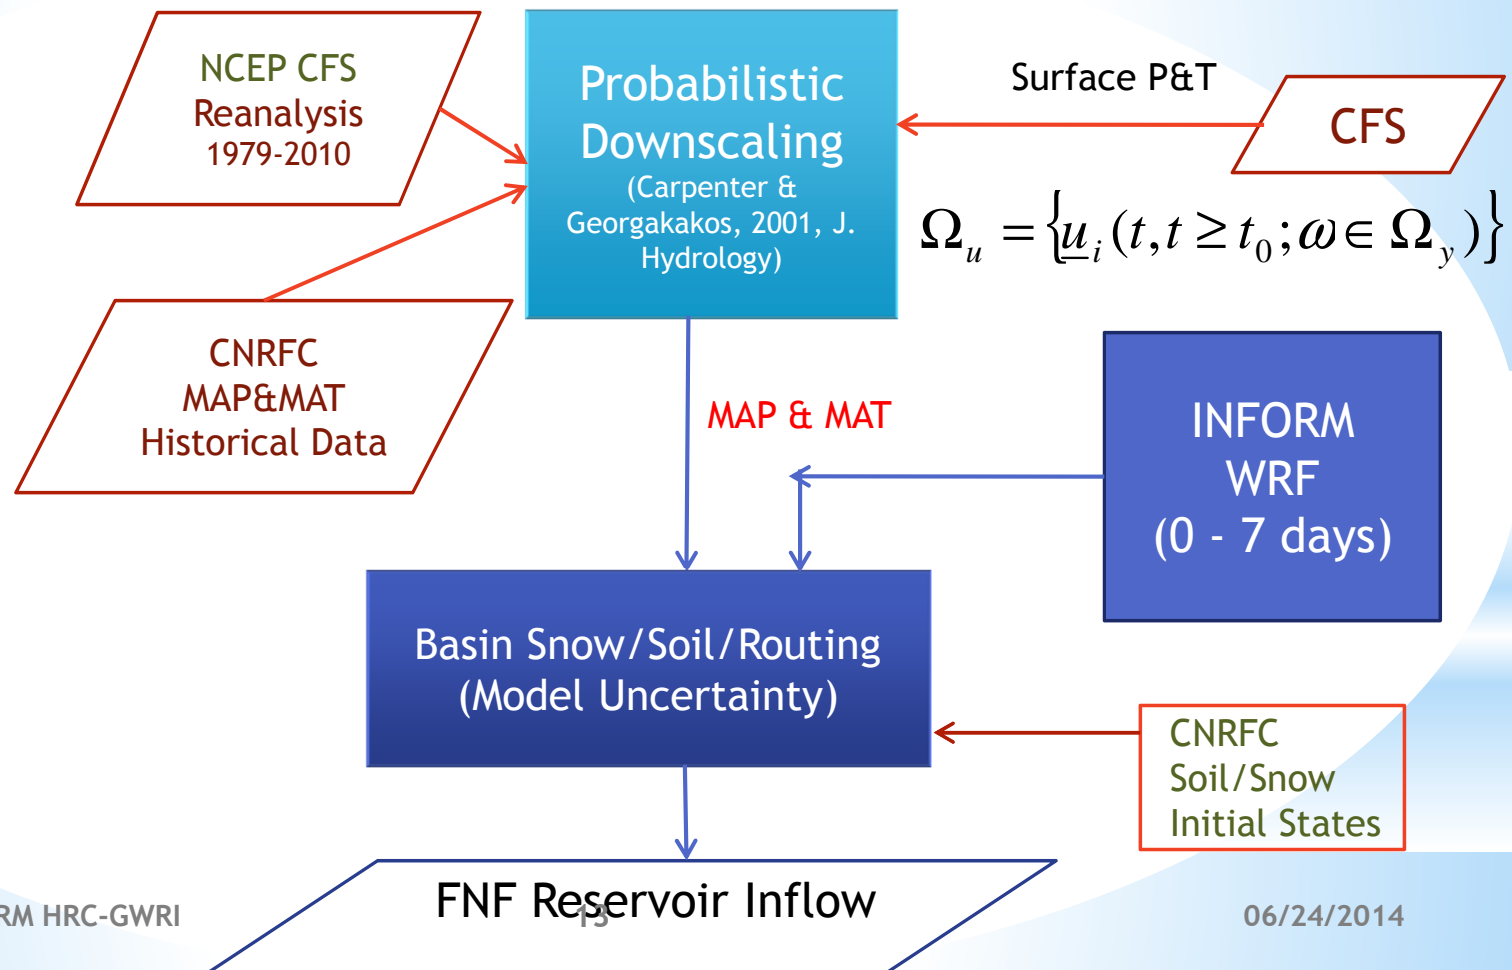 NCEP CFS
Reanalysis
1979-2010
Probabilistic
Downscaling
(Carpenter &
Georgakakos, 2001, J.
Hydrology)
Surface P&T
CFS
Ω_u = {u_i (t, t ≥ t_0 ; ω ∈ Ω_y )}
CNRFC
MAP&MAT
Historical Data
MAP & MAT
INFORM
WRF
(0 - 7 days)
Basin Snow/Soil/Routing
(Model Uncertainty)
CNRFC
Soil/Snow
Initial States
FNF Reservoir Inflow
RM HRC-GWRI
13
06/24/2014